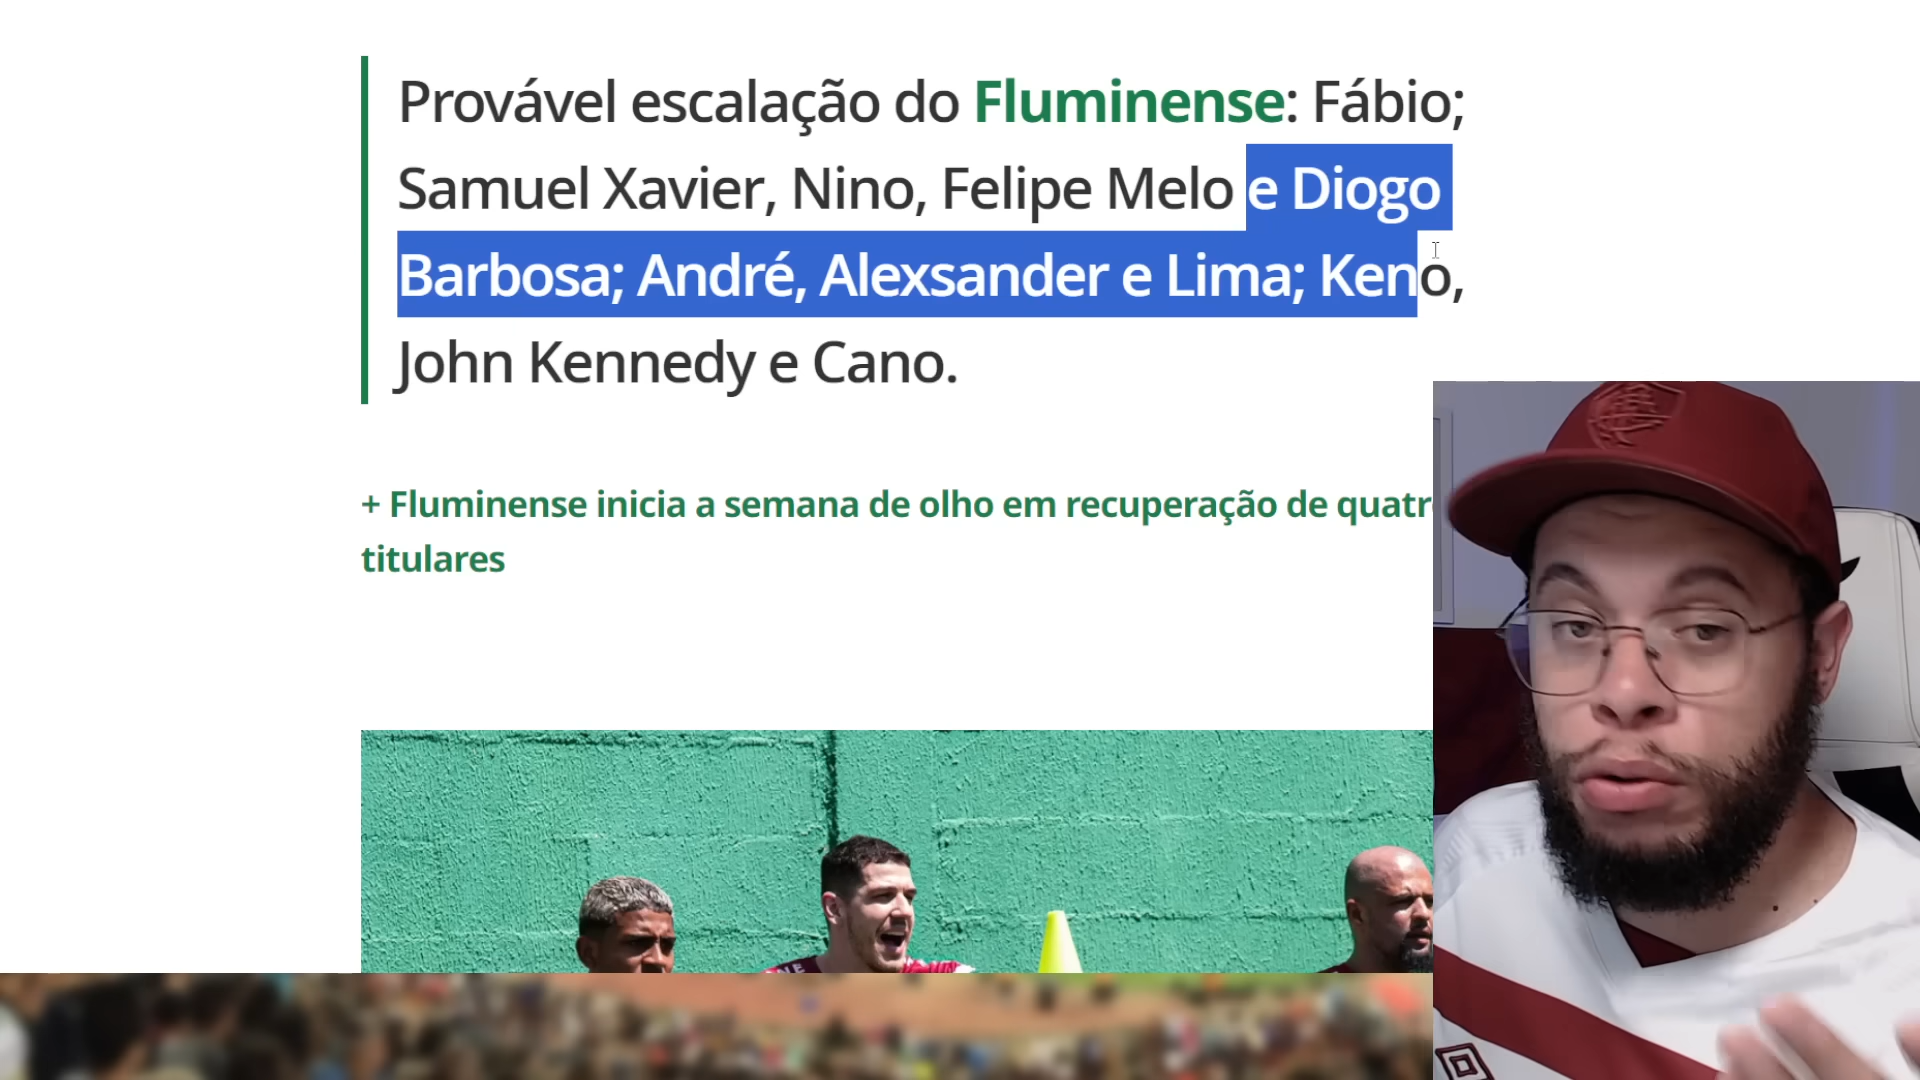 Provável escalação do Fluminense: Fábio;
Samuel Xavier, Nino, Felipe Melo e Diogo
Barbosa; André, Alexsander e Lima; Keno,
John Kennedy e Cano.
+ Fluminense inicia a semana de olho em recuperação de quatr
titulares